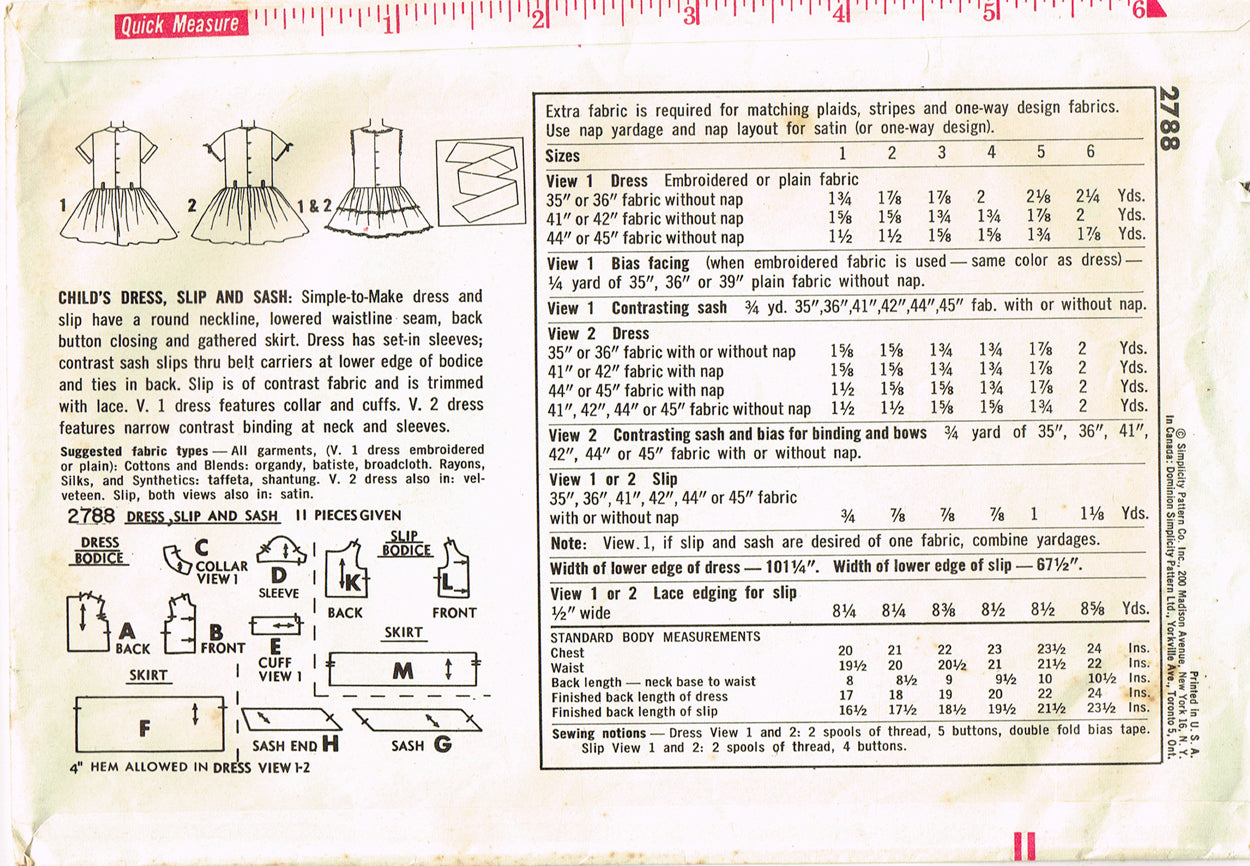 Quick Measure 1 2 3 4 5 6
1
2
1 & 2
CHILD'S DRESS, SLIP AND SASH: Simple-to-Make dress and
slip have a round neckline, lowered waistline seam, back
button closing and gathered skirt. Dress has set-in sleeves;
contrast sash slips thru belt carriers at lower edge of bodice
and ties in back. Slip is of contrast fabric and is trimmed
with lace. V. 1 dress features collar and cuffs. V. 2 dress
features narrow contrast binding at neck and sleeves.
Suggested fabric types — All garments, (V. 1 dress embroidered
or plain): Cottons and Blends: organdy, batiste, broadcloth. Rayons,
Silks, and Synthetics: taffeta, shantung. V. 2 dress also in: vel-
veteen. Slip, both views also in: satin.
2788 DRESS, SLIP AND SASH 11 PIECES GIVEN
DRESS
BODICE
C
COLLAR
VIEW 1
D
SLEEVE
A
BACK
B
FRONT
E
CUFF
VIEW 1
SLIP
BODICE
K
BACK
L
FRONT
SKIRT
M
SKIRT
F
SASH END H
SASH G
4" HEM ALLOWED IN DRESS VIEW 1-2
Extra fabric is required for matching plaids, stripes and one-way design fabrics.
Use nap yardage and nap layout for satin (or one-way design).
Sizes 1 2 3 4 5 6
View 1 Dress Embroidered or plain fabric
35" or 36" fabric without nap 1¾ 1⅞ 1⅞ 2 2⅛ 2¼ Yds.
41" or 42" fabric without nap 1⅝ 1⅝ 1¾ 1¾ 1⅞ 2 Yds.
44" or 45" fabric without nap 1½ 1½ 1⅝ 1⅝ 1¾ 1⅞ Yds.
View 1 Bias facing (when embroidered fabric is used — same color as dress) —
¼ yard of 35", 36" or 39" plain fabric without nap.
View 1 Contrasting sash ¾ yd. 35",36",41",42",44",45" fab. with or without nap.
View 2 Dress
35" or 36" fabric with or without nap 1⅝ 1⅝ 1¾ 1¾ 1⅞ 2 Yds.
41" or 42" fabric with nap 1⅝ 1⅝ 1¾ 1¾ 1⅞ 2 Yds.
44" or 45" fabric with nap 1½ 1⅝ 1⅝ 1¾ 1⅞ 2 Yds.
41", 42", 44" or 45" fabric without nap 1½ 1½ 1⅝ 1⅝ 1¾ 2 Yds.
View 2 Contrasting sash and bias for binding and bows ¾ yard of 35", 36", 41",
42", 44" or 45" fabric with or without nap.
View 1 or 2 Slip
35", 36", 41", 42", 44" or 45" fabric
with or without nap ¾ ⅞ ⅞ ⅞ 1 1⅛ Yds.
Note: View. 1, if slip and sash are desired of one fabric, combine yardages.
Width of lower edge of dress — 101¼". Width of lower edge of slip — 67½".
View 1 or 2 Lace edging for slip
½" wide 8¼ 8¼ 8⅜ 8½ 8½ 8⅝ Yds.
STANDARD BODY MEASUREMENTS
Chest 20 21 22 23 23½ 24 Ins.
Waist 19½ 20 20½ 21 21½ 22 Ins.
Back length — neck base to waist 8 8½ 9 9½ 10 10½ Ins.
Finished back length of dress 17 18 19 20 22 24 Ins.
Finished back length of slip 16½ 17½ 18½ 19½ 21½ 23½ Ins.
Sewing notions — Dress View 1 and 2: 2 spools of thread, 5 buttons, double fold bias tape.
Slip View 1 and 2: 2 spools of thread, 4 buttons.
2788
Printed in U. S. A.
© Simplicity Pattern Co. Inc., 200 Madison Avenue, New York 16, N. Y.
In Canada: Dominion Simplicity Pattern Ltd., Yorkville Ave., Toronto 5, Ont.